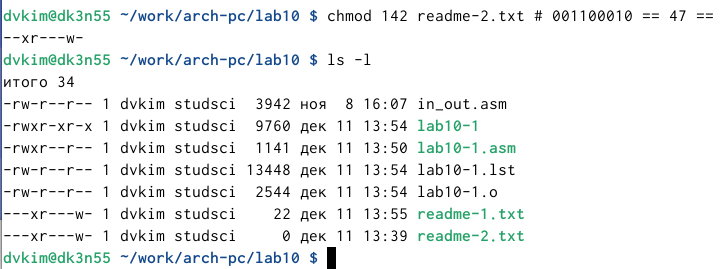 dvkim@dk3n55 ~/work/arch-pc/lab10 $ chmod 142 readme-2.txt # 001100010 == 47 ==
--xr---w-
dvkim@dk3n55 ~/work/arch-pc/lab10 $ ls -l
итого 34
-rw-r--r-- 1 dvkim studsci  3942 ноя  8 16:07 in_out.asm
-rwxr-xr-x 1 dvkim studsci  9760 дек 11 13:54 lab10-1
-rwxr--r-- 1 dvkim studsci  1141 дек 11 13:50 lab10-1.asm
-rw-r--r-- 1 dvkim studsci 13448 дек 11 13:54 lab10-1.lst
-rw-r--r-- 1 dvkim studsci  2544 дек 11 13:54 lab10-1.o
---xr---w- 1 dvkim studsci    22 дек 11 13:55 readme-1.txt
---xr---w- 1 dvkim studsci     0 дек 11 13:39 readme-2.txt
dvkim@dk3n55 ~/work/arch-pc/lab10 $